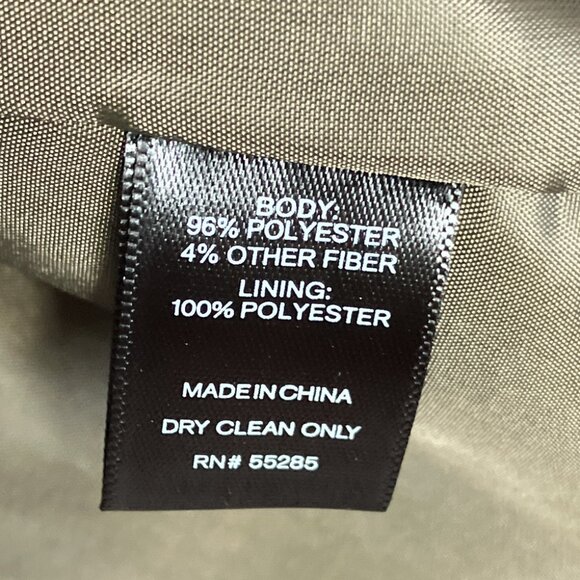 BODY:
96% POLYESTER
4% OTHER FIBER
LINING:
100% POLYESTER
MADE IN CHINA
DRY CLEAN ONLY
RN# 55285